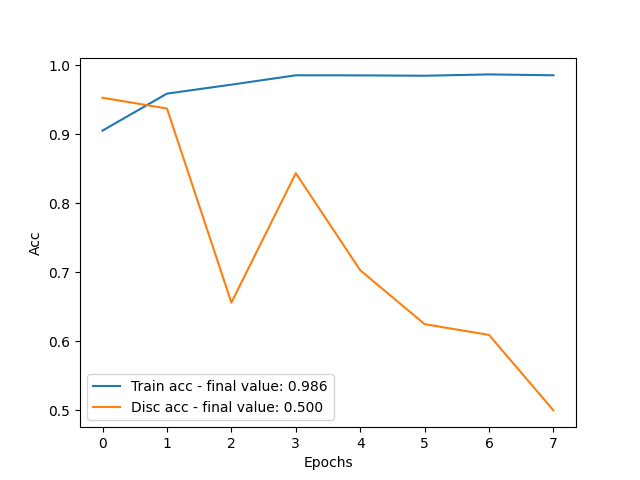 1.0
0.9
0.8
0.7
0.6
0.5
Acc
Train acc - final value: 0.986
Disc acc - final value: 0.500
0 1 2 3 4 5 6 7
Epochs